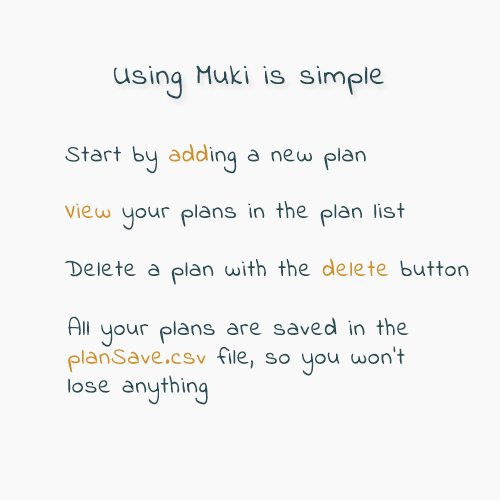 Using Muki is simple
Start by adding a new plan
View your plans in the plan list
Delete a plan with the delete button
All your plans are saved in the
planSave.csv file, so you won't
lose anything